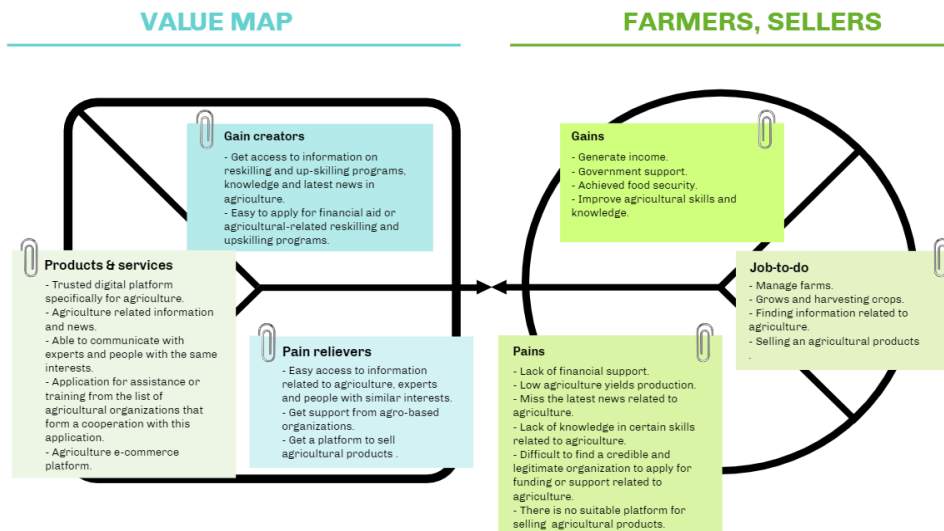 VALUE MAP
FARMERS, SELLERS
Gain creators
- Get access to information on
reskilling and up-skilling programs,
knowledge and latest news in
agriculture.
- Easy to apply for financial aid or
agricultural-related reskilling and
upskilling programs.
Products & services
- Trusted digital platform
specifically for agriculture.
- Agriculture related information
and news.
- Able to communicate with
experts and people with the same
interests.
- Application for assistance or
training from the list of
agricultural organizations that
form a cooperation with this
application.
- Agriculture e-commerce
platform.
Pain relievers
- Easy access to information
related to agriculture, experts
and people with similar interests.
- Get support from agro-based
organizations.
- Get a platform to sell
agricultural products .
Gains
- Generate income.
- Government support.
- Achieved food security.
- Improve agricultural skills and
knowledge.
Job-to-do
- Manage farms.
- Grows and harvesting crops.
- Finding information related to
agriculture.
- Selling an agricultural products
.
Pains
- Lack of financial support.
- Low agriculture yields production.
- Miss the latest news related to
agriculture.
- Lack of knowledge in certain skills
related to agriculture.
- Difficult to find a credible and
legitimate organization to apply for
funding or support related to
agriculture.
- There is no suitable platform for
selling agricultural products.